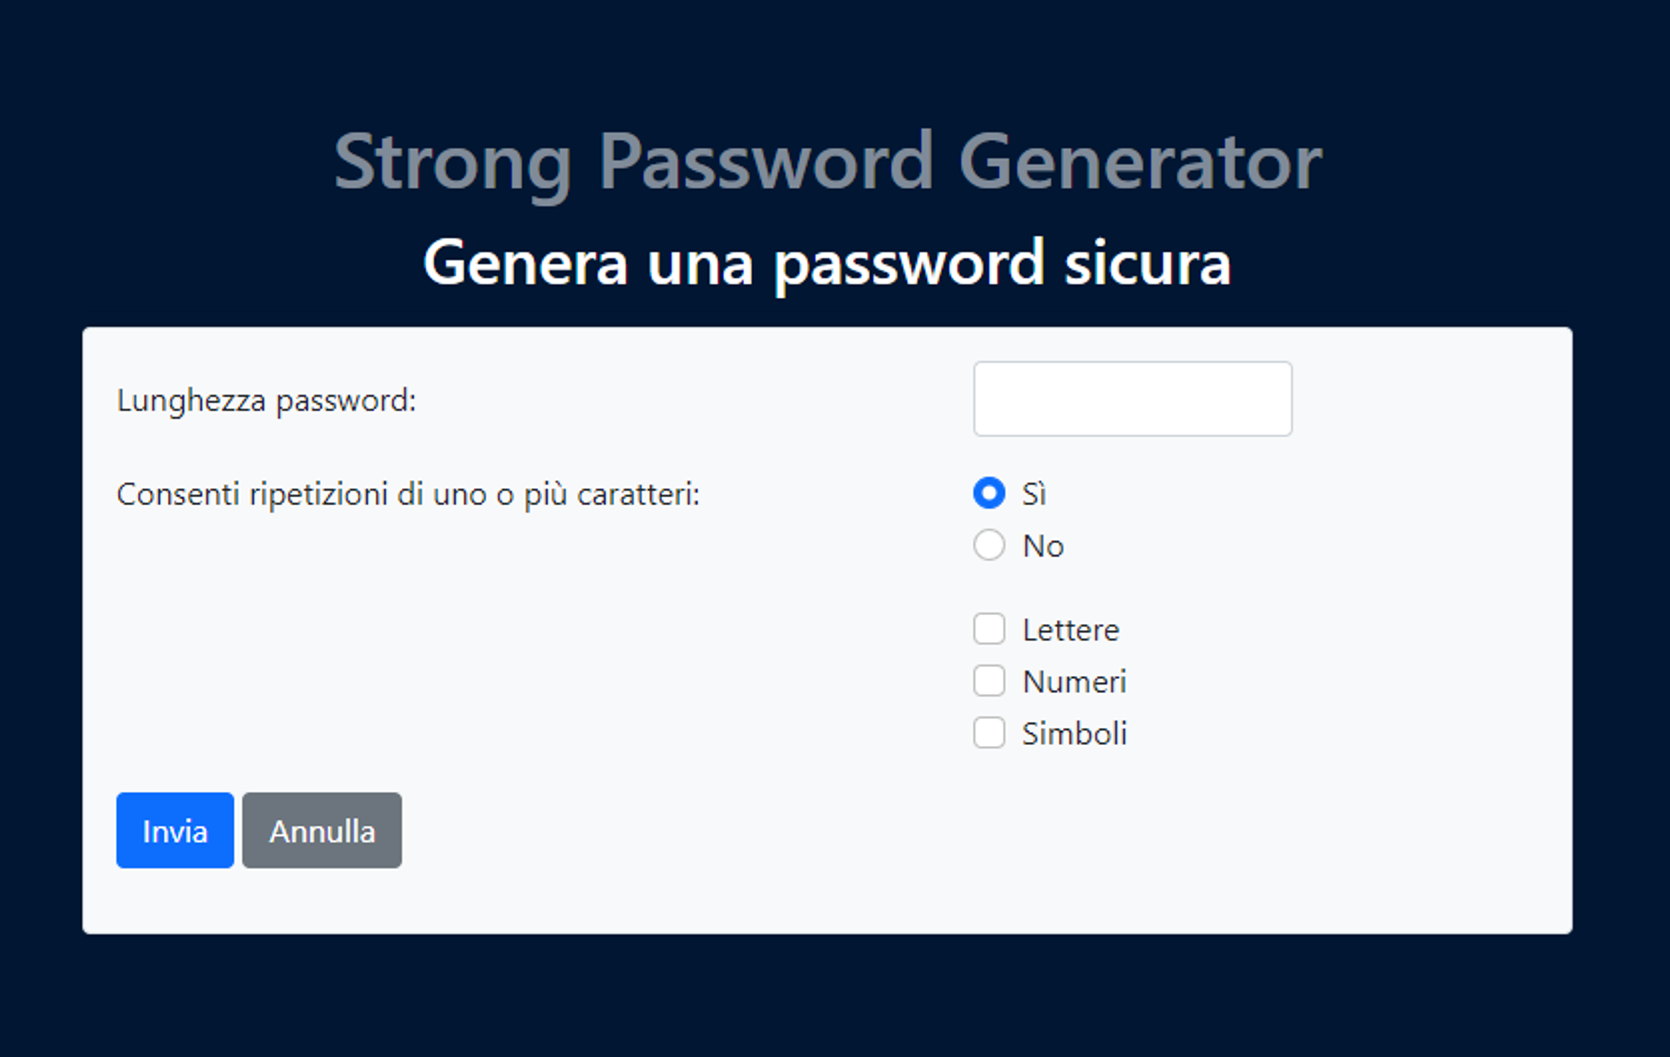 Strong Password Generator
Genera una password sicura
Lunghezza password:
Consenti ripetizioni di uno o più caratteri:
Sì
No
Lettere
Numeri
Simboli
Invia Annulla